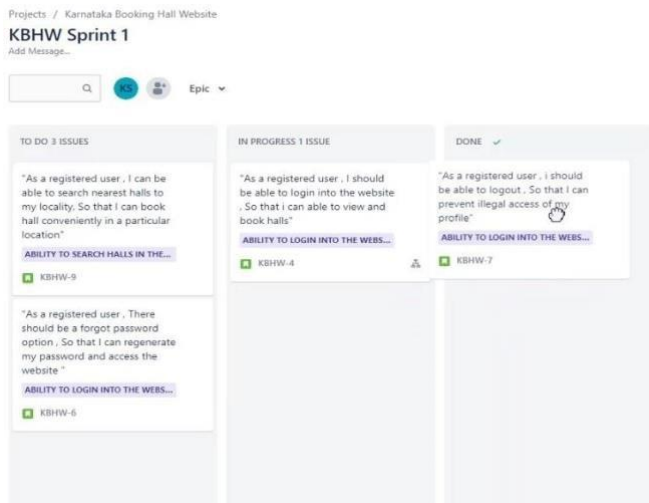 Projects / Karnataka Booking Hall Website
KBHW Sprint 1
Add Message...
KS
Epic
TO DO 3 ISSUES
"As a registered user , I can be
able to search nearest halls to
my locality, So that I can book
hall conveniently in a particular
location"
ABILITY TO SEARCH HALLS IN THE...
KBHW-9
"As a registered user , There
should be a forgot password
option , So that I can regenerate
my password and access the
website "
ABILITY TO LOGIN INTO THE WEBS...
KBHW-6
IN PROGRESS 1 ISSUE
"As a registered user , I should
be able to login into the website
, So that i can able to view and
book halls"
ABILITY TO LOGIN INTO THE WEBS...
KBHW-4
DONE
"As a registered user , i should
be able to logout , So that I can
prevent illegal access of my
profile"
ABILITY TO LOGIN INTO THE WEBS...
KBHW-7